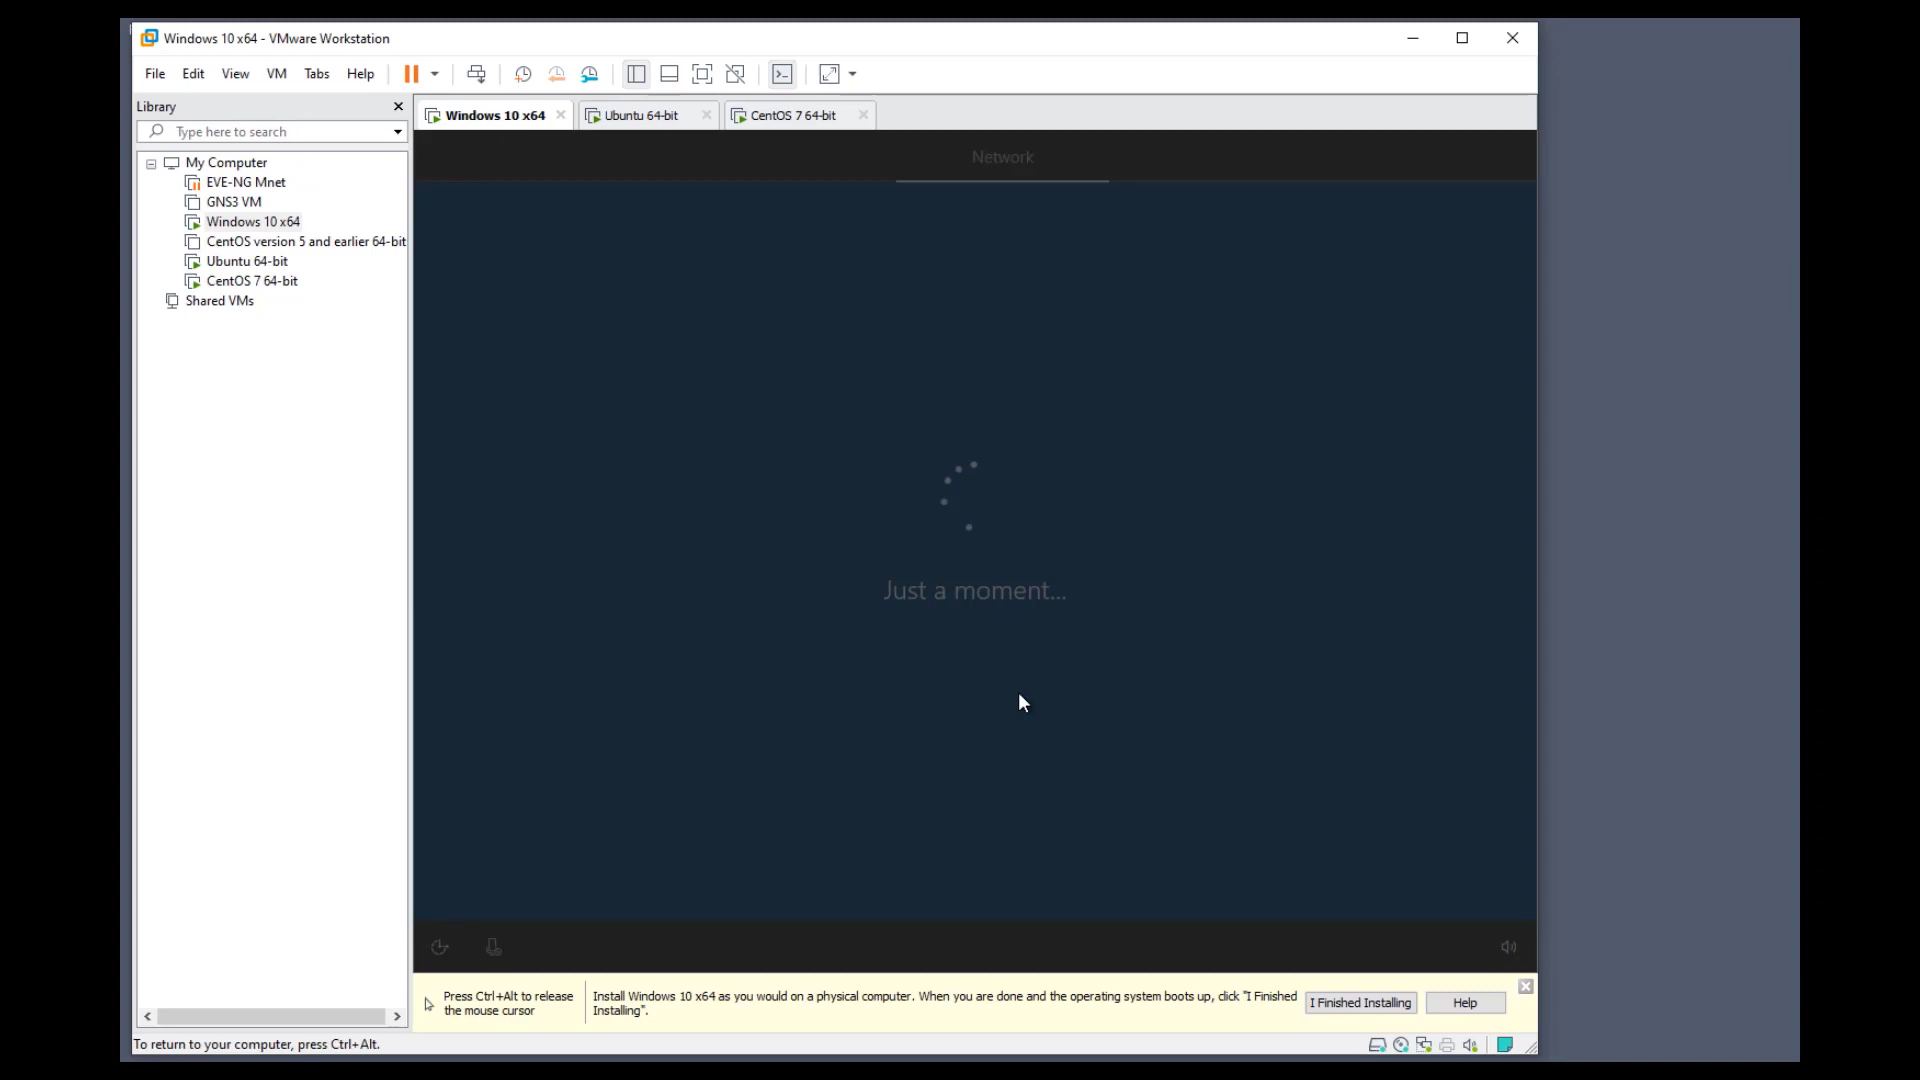 Windows 10 x64 - VMware Workstation
File Edit View VM Tabs Help
Library
Type here to search
My Computer
EVE-NG Mnet
GNS3 VM
Windows 10 x64
CentOS version 5 and earlier 64-bit
Ubuntu 64-bit
CentOS 7 64-bit
Shared VMs
Windows 10 x64 Ubuntu 64-bit CentOS 7 64-bit
Network
Just a moment...
Press Ctrl+Alt to release
the mouse cursor
Install Windows 10 x64 as you would on a physical computer. When you are done and the operating system boots up, click "I Finished
Installing".
I Finished Installing
Help
To return to your computer, press Ctrl+Alt.